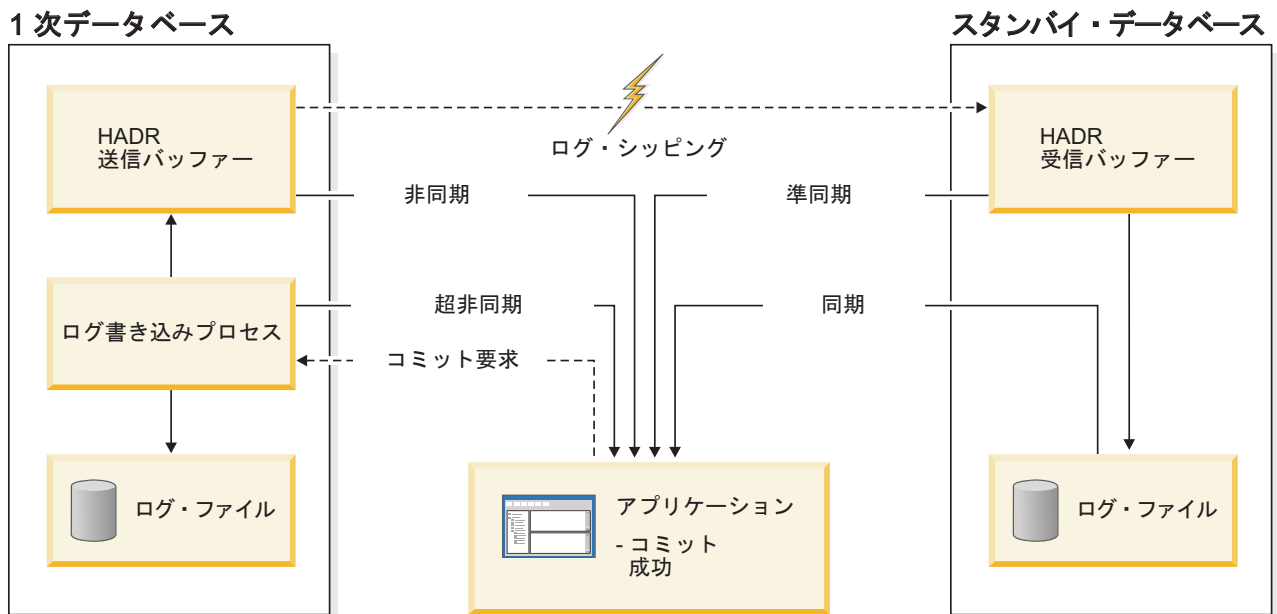 1 次データベース
スタンバイ・データベース
HADR
送信バッファー
ログ・シッピング
HADR
受信バッファー
非同期
準同期
ログ書き込みプロセス
超非同期
同期
コミット要求
ログ・ファイル
アプリケーション
- コミット
成功
ログ・ファイル